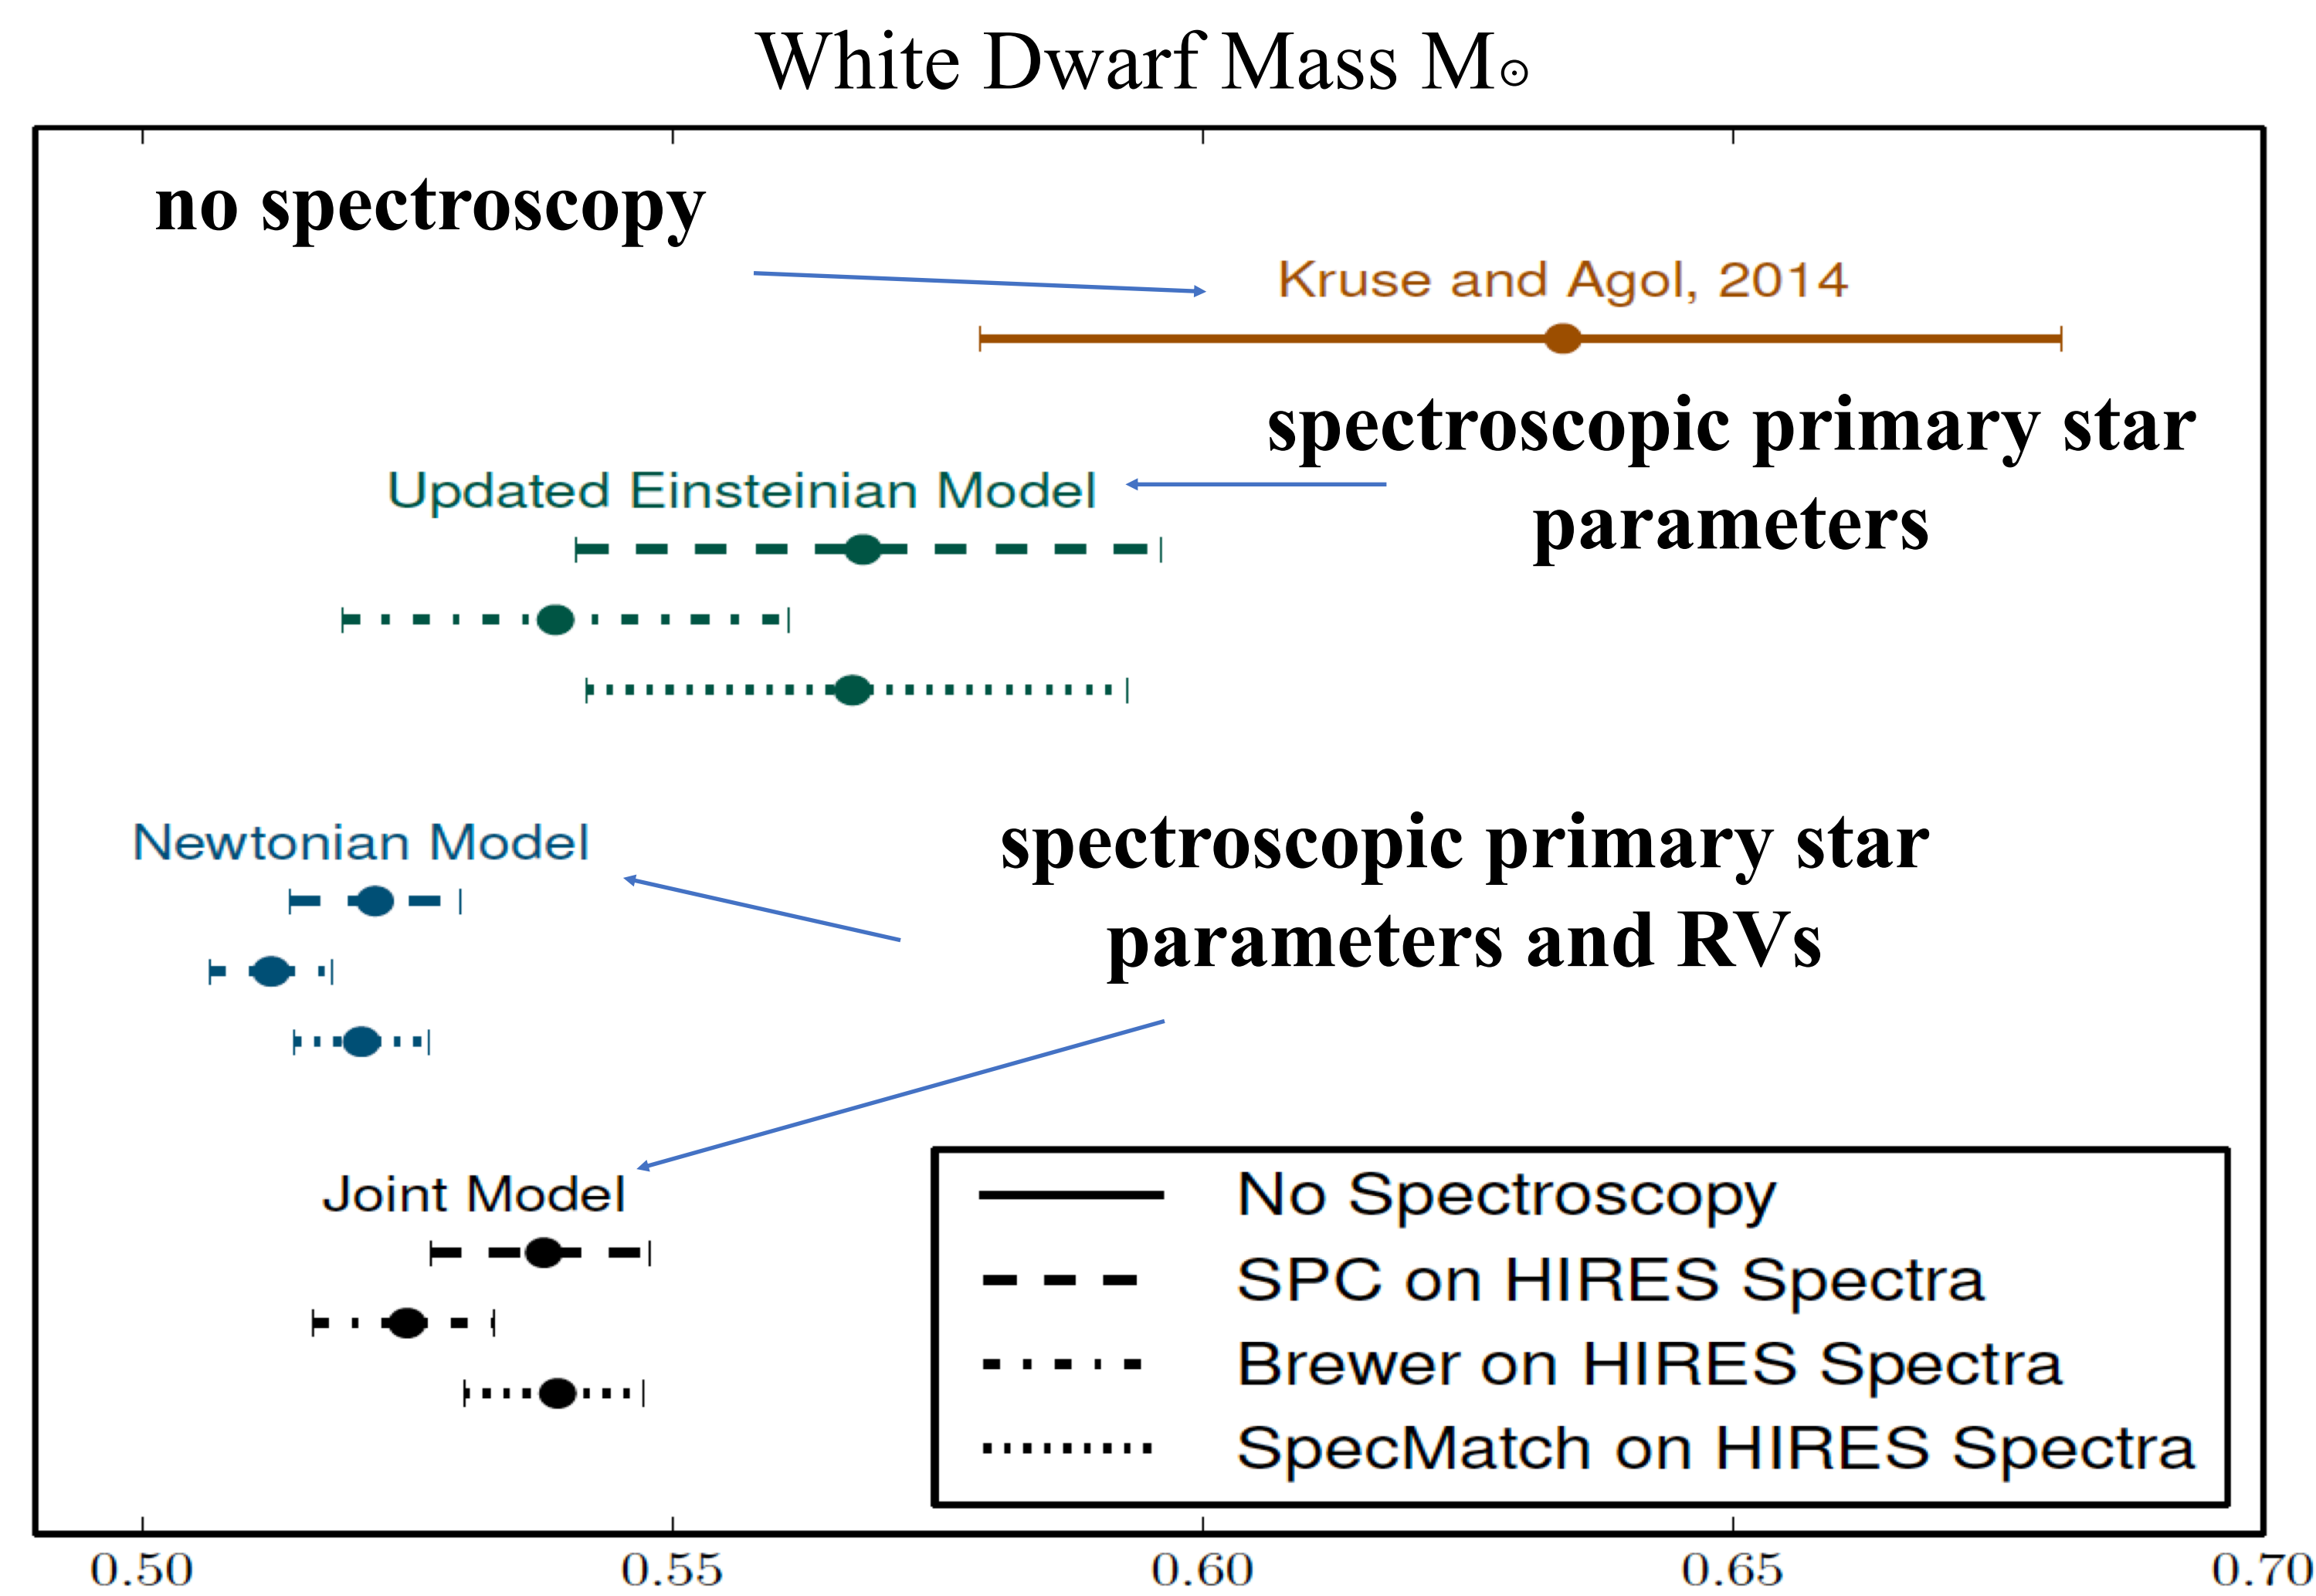 White Dwarf Mass M☉
no spectroscopy
Kruse and Agol, 2014
spectroscopic primary star
parameters
Updated Einsteinian Model
Newtonian Model
spectroscopic primary star
parameters and RVs
Joint Model
No Spectroscopy
SPC on HIRES Spectra
Brewer on HIRES Spectra
SpecMatch on HIRES Spectra
0.50 0.55 0.60 0.65 0.70